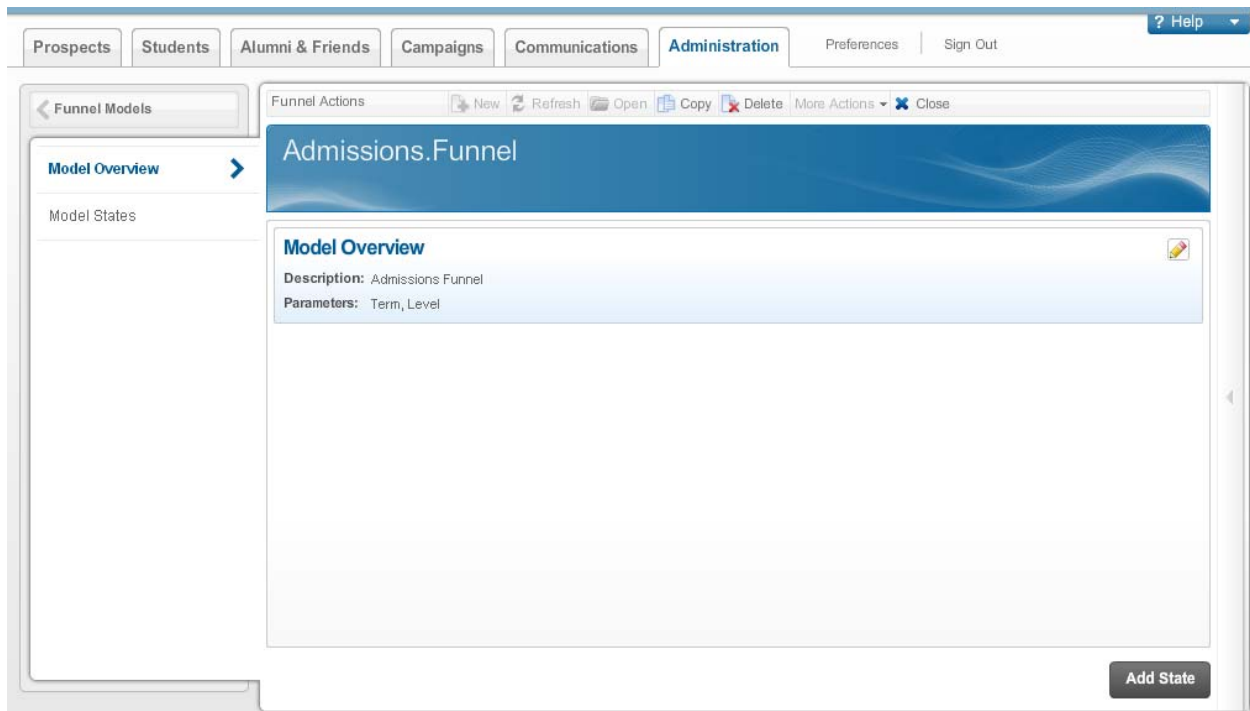 ? Help
Prospects Students Alumni & Friends Campaigns Communications Administration Preferences Sign Out
Funnel Models
Funnel Actions New Refresh Open Copy Delete More Actions Close
Model Overview
Model States
Admissions.Funnel
Model Overview
Description: Admissions Funnel
Parameters: Term, Level
Add State